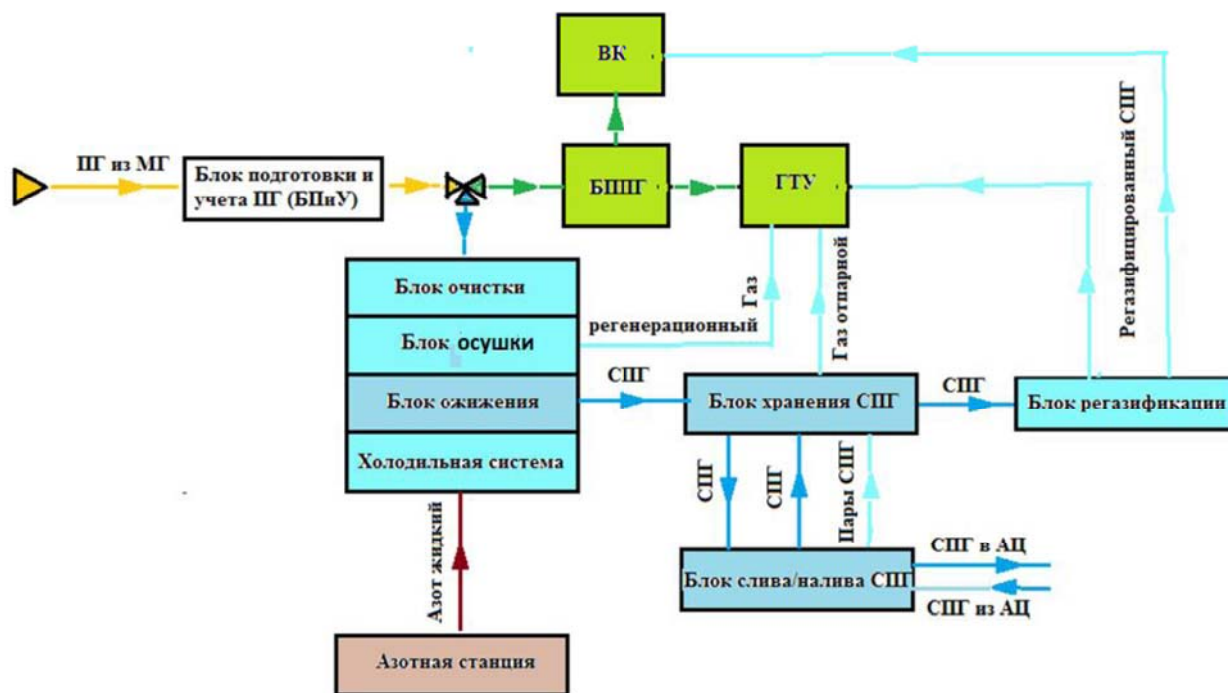 ВК
Регазифицированный СПГ
ПГ из МГ
Блок подготовки и
учета ПГ (БПиУ)
БППГ
ГТУ
Блок очистки
Газ
регенерационный
Газ отпарной
Блок осушки
СПГ
Блок ожижения
Блок хранения СПГ
СПГ
Блок регазификации
Холодильная система
СПГ
СПГ
Пары СПГ
Азот жидкий
СПГ в АЦ
Блок слива/налива СПГ
СПГ из АЦ
Азотная станция